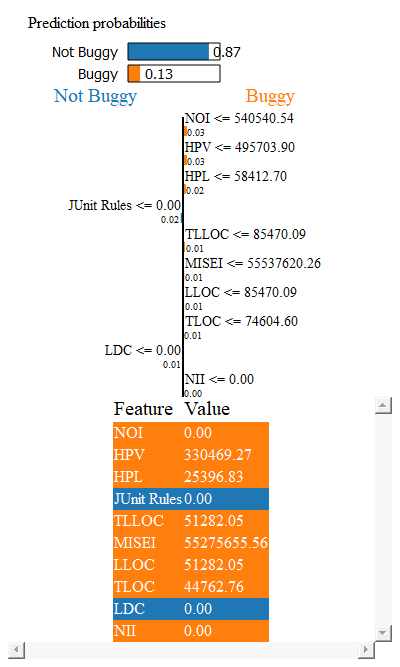 Prediction probabilities
Not Buggy 0.87
Buggy 0.13
Not Buggy Buggy
NOI <= 540540.54
0.03
HPV <= 495703.90
0.03
HPL <= 58412.70
0.02
JUnit Rules <= 0.00
0.02
TLLOC <= 85470.09
0.01
MISEI <= 55537620.26
0.01
LLOC <= 85470.09
0.01
TLOC <= 74604.60
0.01
LDC <= 0.00
0.01
NII <= 0.00
0.00
Feature Value
NOI 0.00
HPV 330469.27
HPL 25396.83
JUnit Rules 0.00
TLLOC 51282.05
MISEI 55275655.56
LLOC 51282.05
TLOC 44762.76
LDC 0.00
NII 0.00